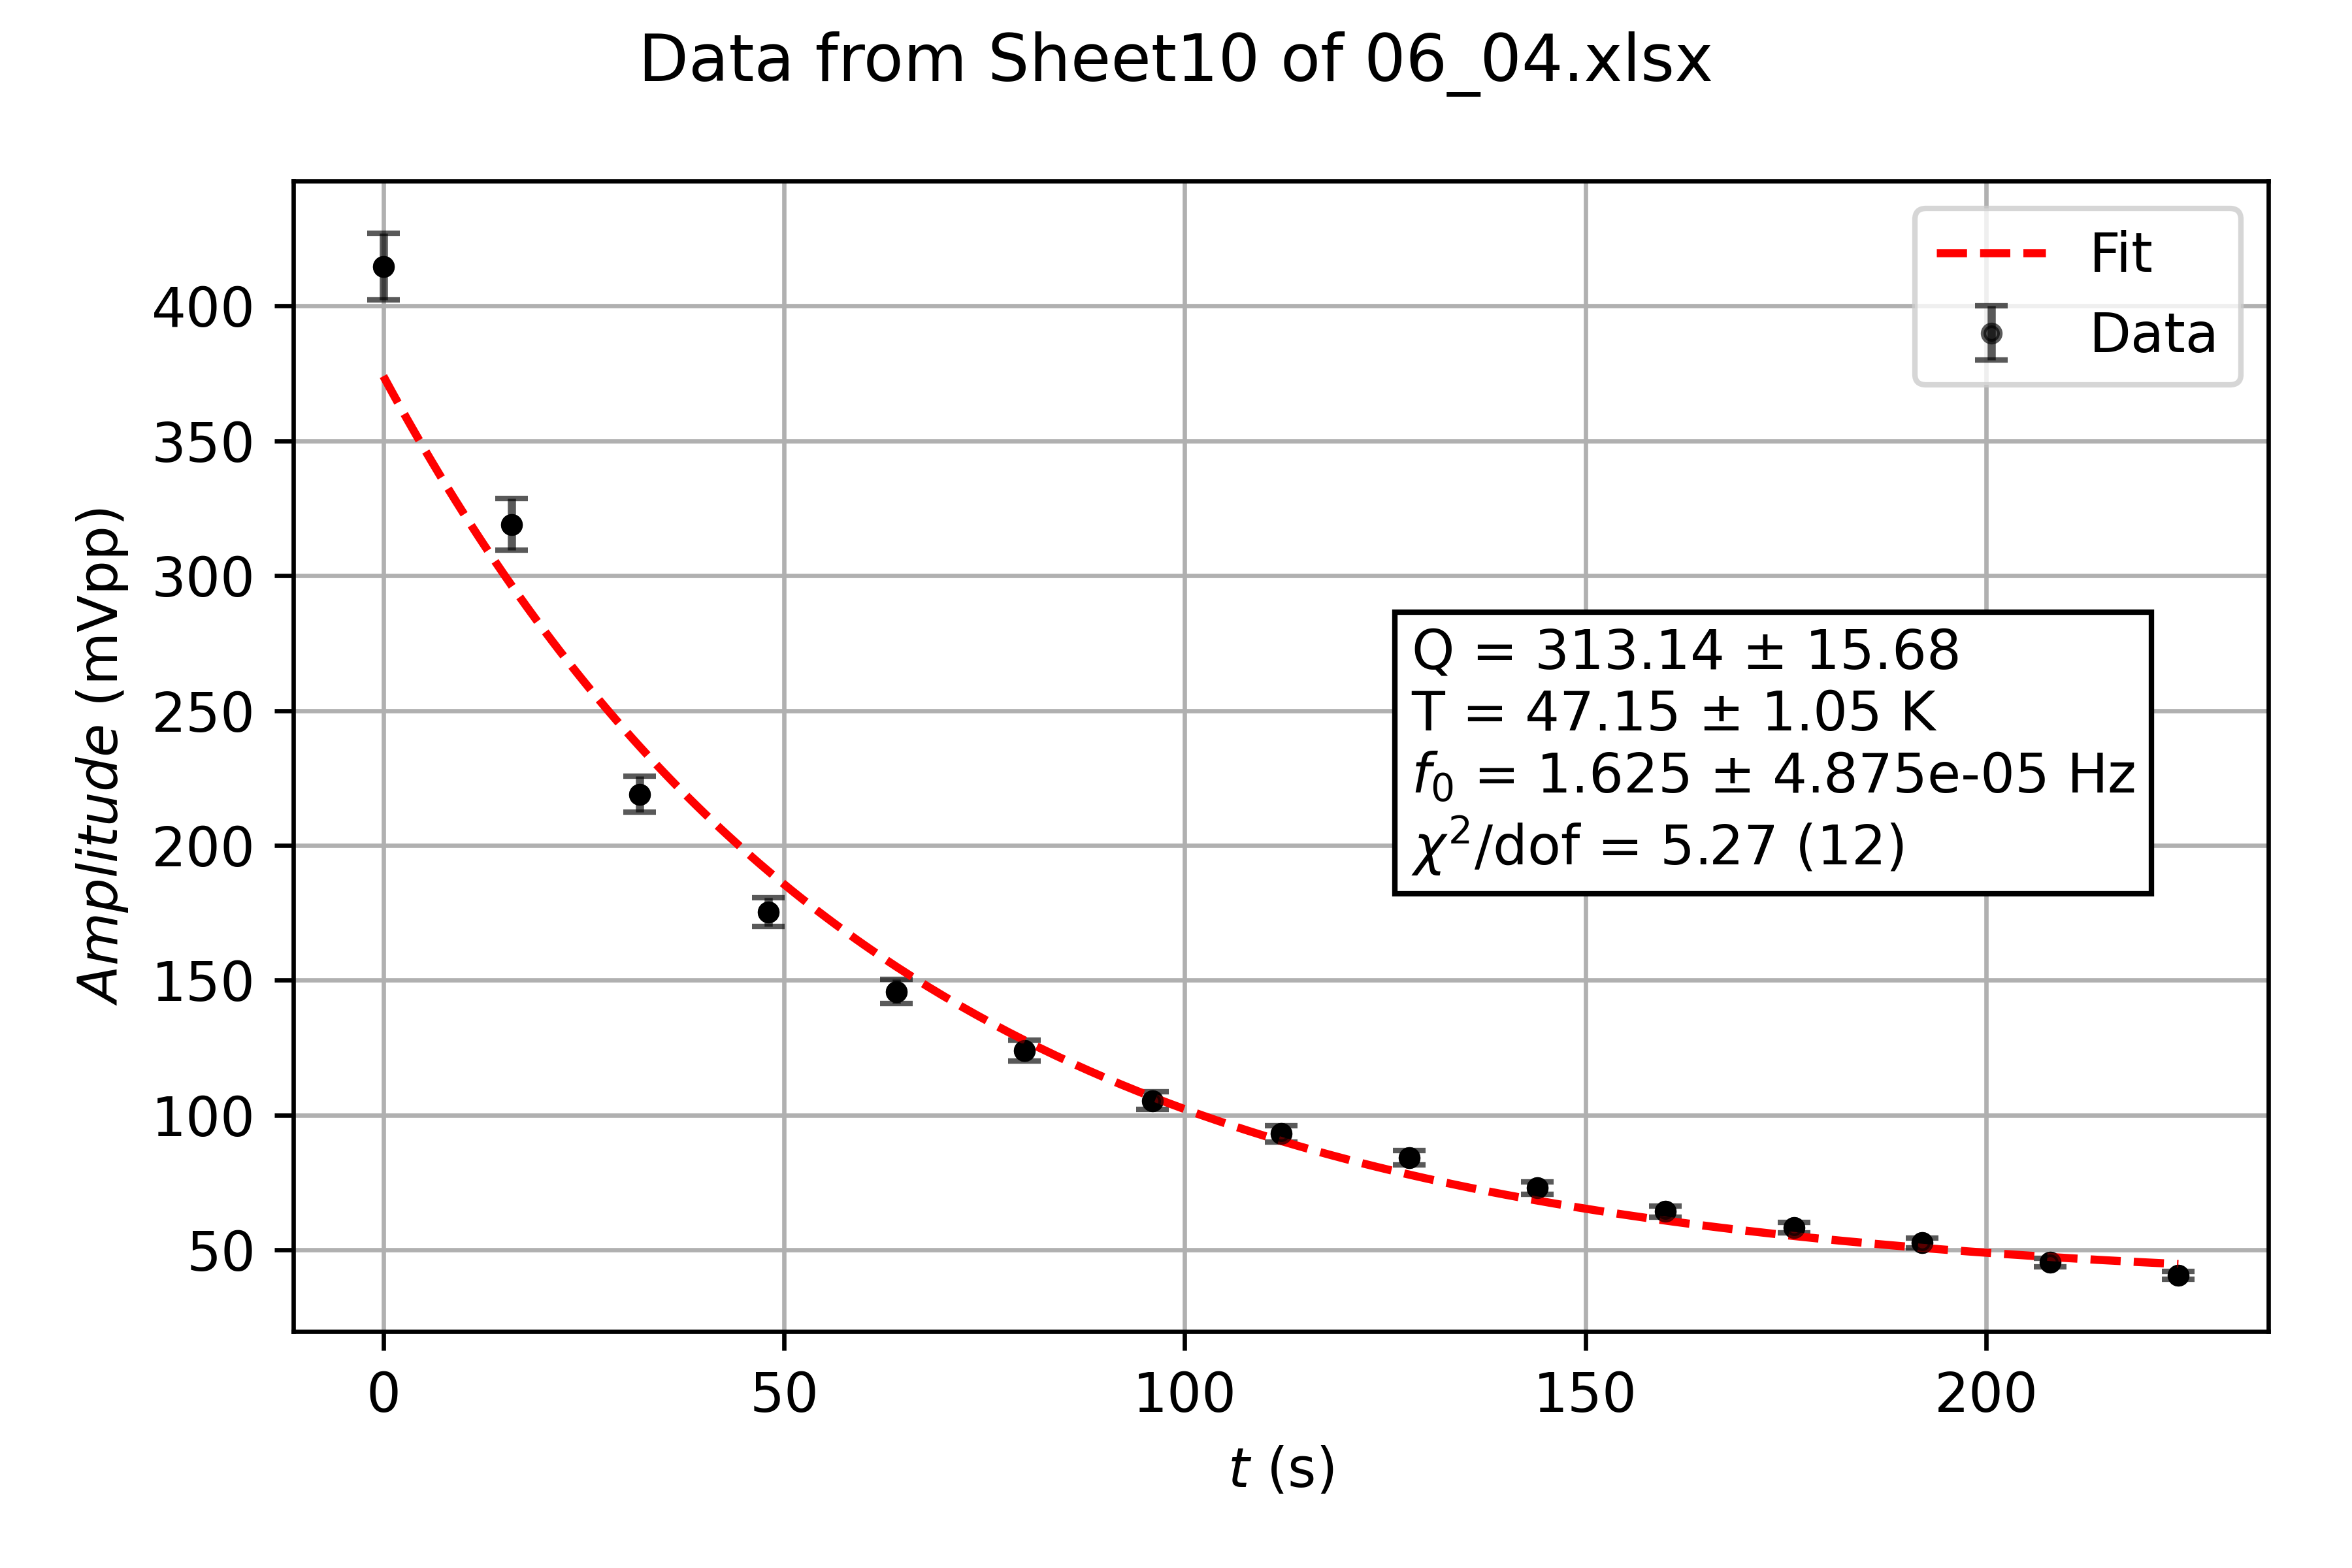 Data from Sheet10 of 06_04.xlsx
Fit
Data
400
350
300
250
200
150
100
50
Amplitude (mVpp)
Q = 313.14 ± 15.68
T = 47.15 ± 1.05 K
f₀ = 1.625 ± 4.875e-05 Hz
χ²/dof = 5.27 (12)
0 50 100 150 200
t (s)